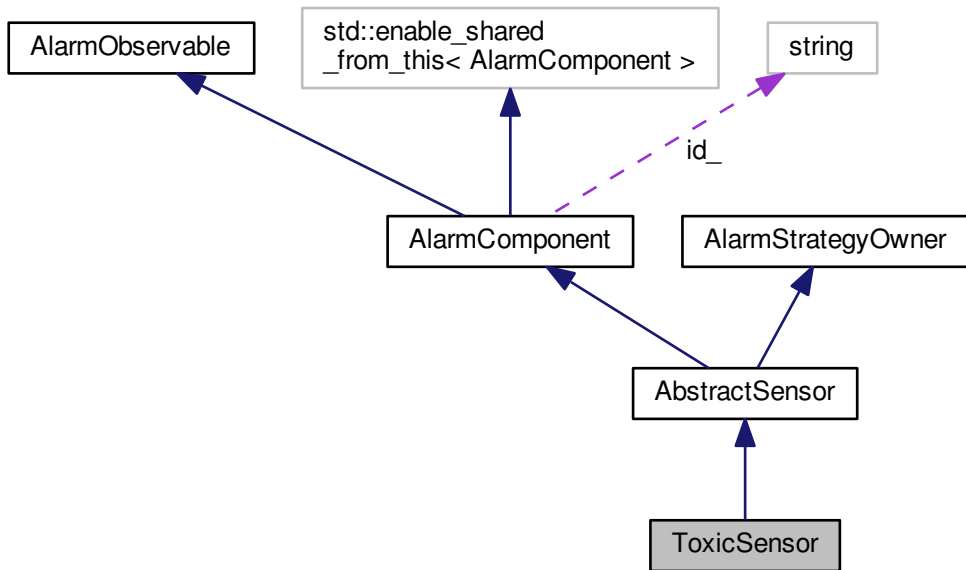 AlarmObservable
std::enable_shared
_from_this< AlarmComponent >
string
id_
AlarmComponent
AlarmStrategyOwner
AbstractSensor
ToxicSensor